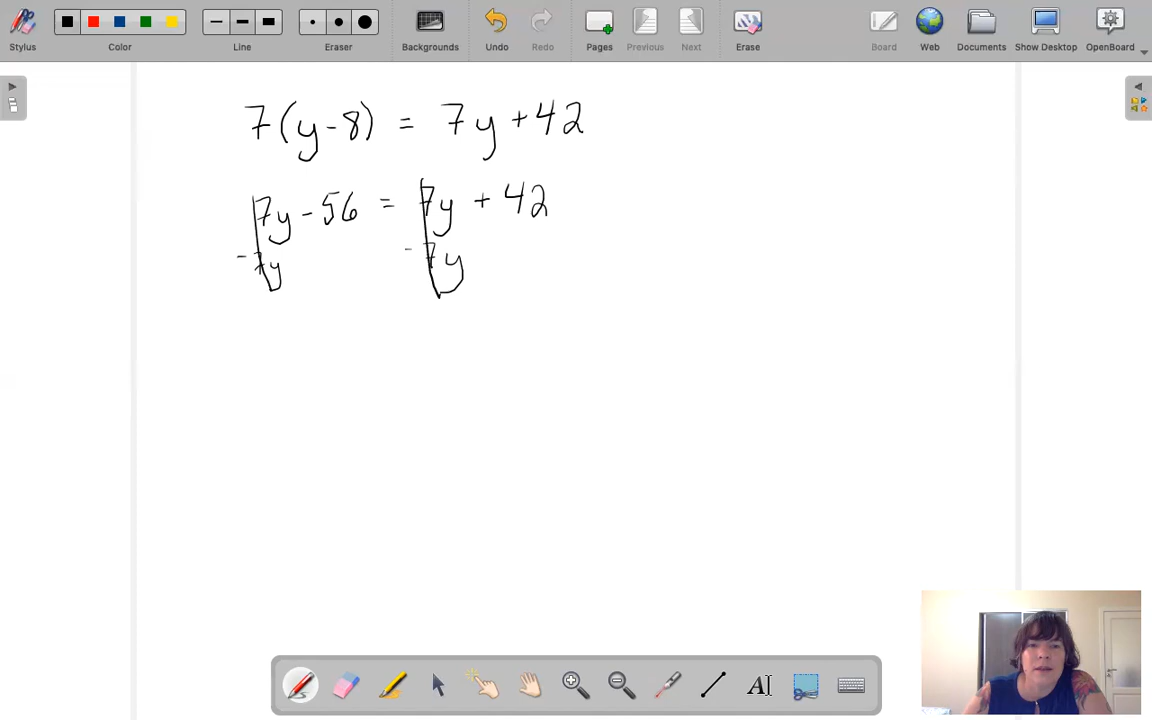 Stylus Color Line Eraser Backgrounds Undo Redo Pages Previous Next Erase Board Web Documents Show Desktop OpenBoard
7(y-8) = 7y+42
7y-56 = 7y + 42
-7y -7y
A